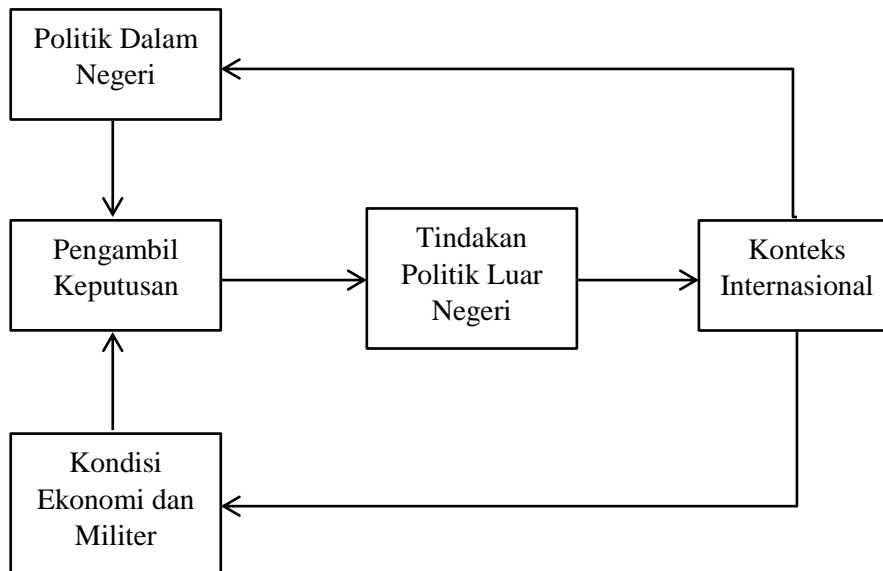 Politik Dalam
Negeri
Pengambil
Keputusan
Tindakan
Politik Luar
Negeri
Konteks
Internasional
Kondisi
Ekonomi dan
Militer